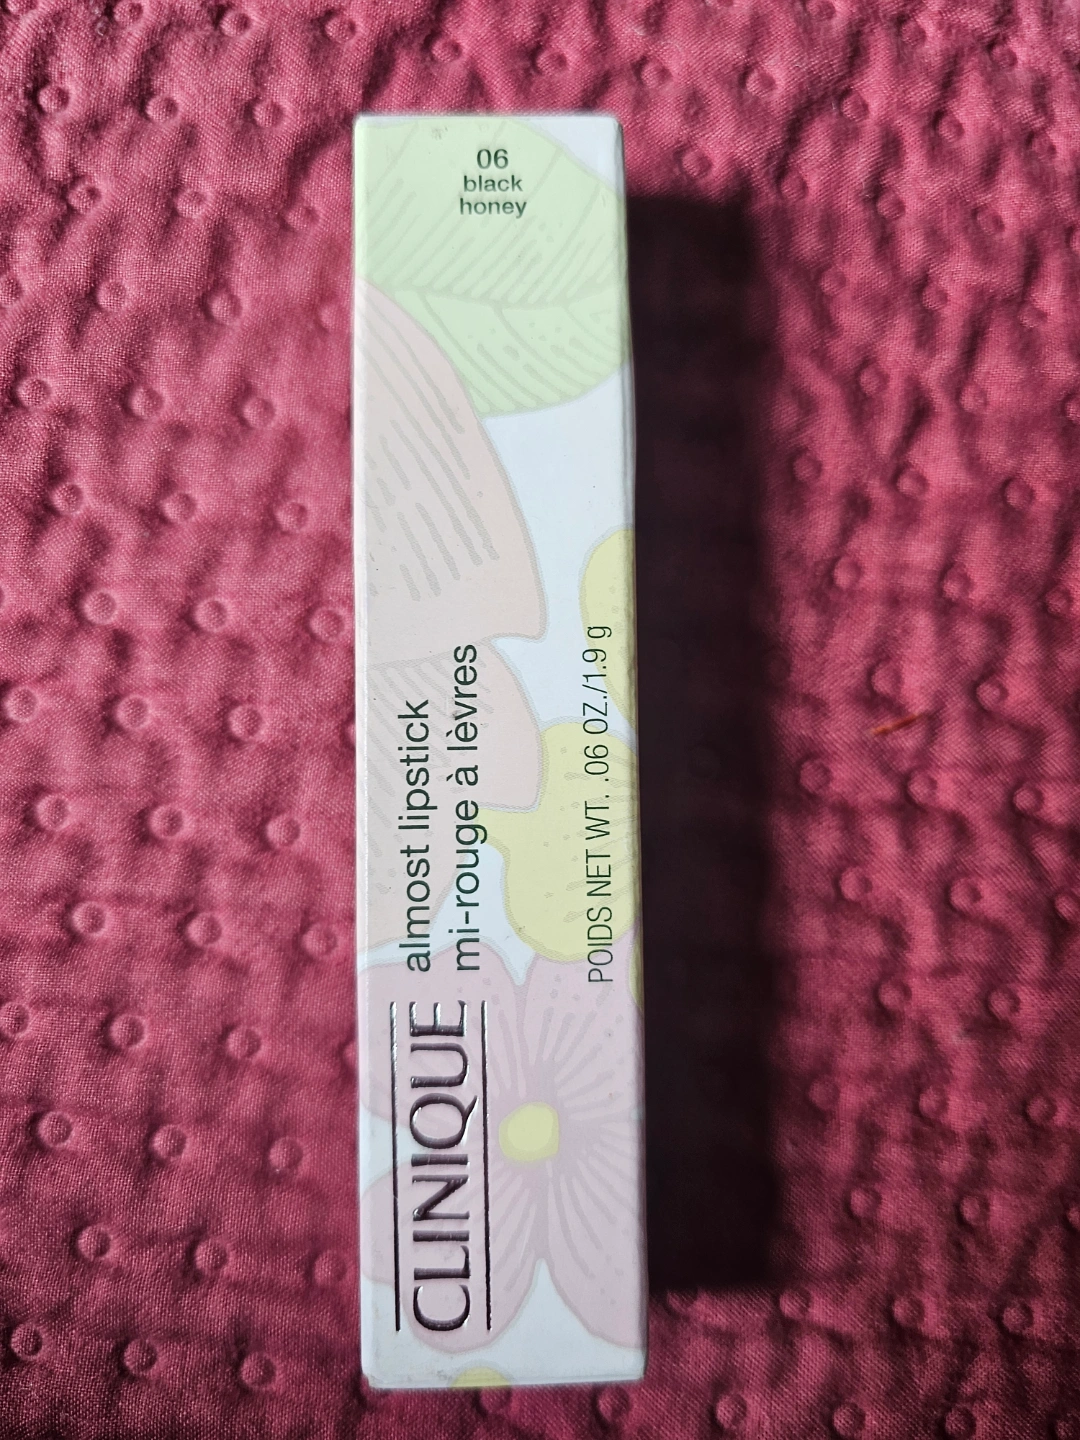 06
black
honey
CLINIQUE
almost lipstick
mi-rouge à lèvres
POIDS NET WT. .06 OZ./1.9 g